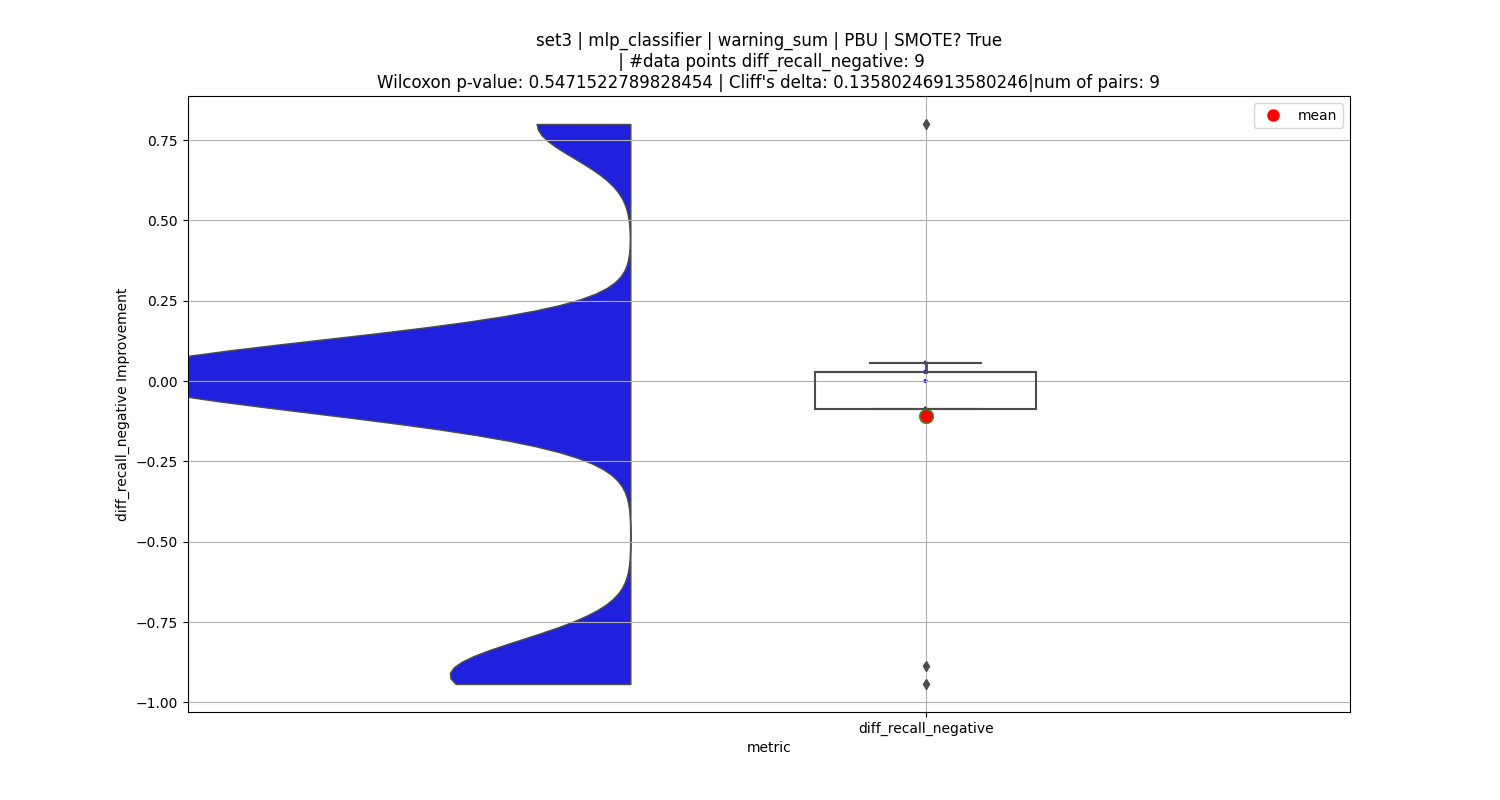 set3 | mlp_classifier | warning_sum | PBU | SMOTE? True
| #data points diff_recall_negative: 9
Wilcoxon p-value: 0.5471522789828454 | Cliff's delta: 0.13580246913580246|num of pairs: 9
mean
0.75
0.50
0.25
0.00
−0.25
−0.50
−0.75
−1.00
diff_recall_negative Improvement
diff_recall_negative
metric